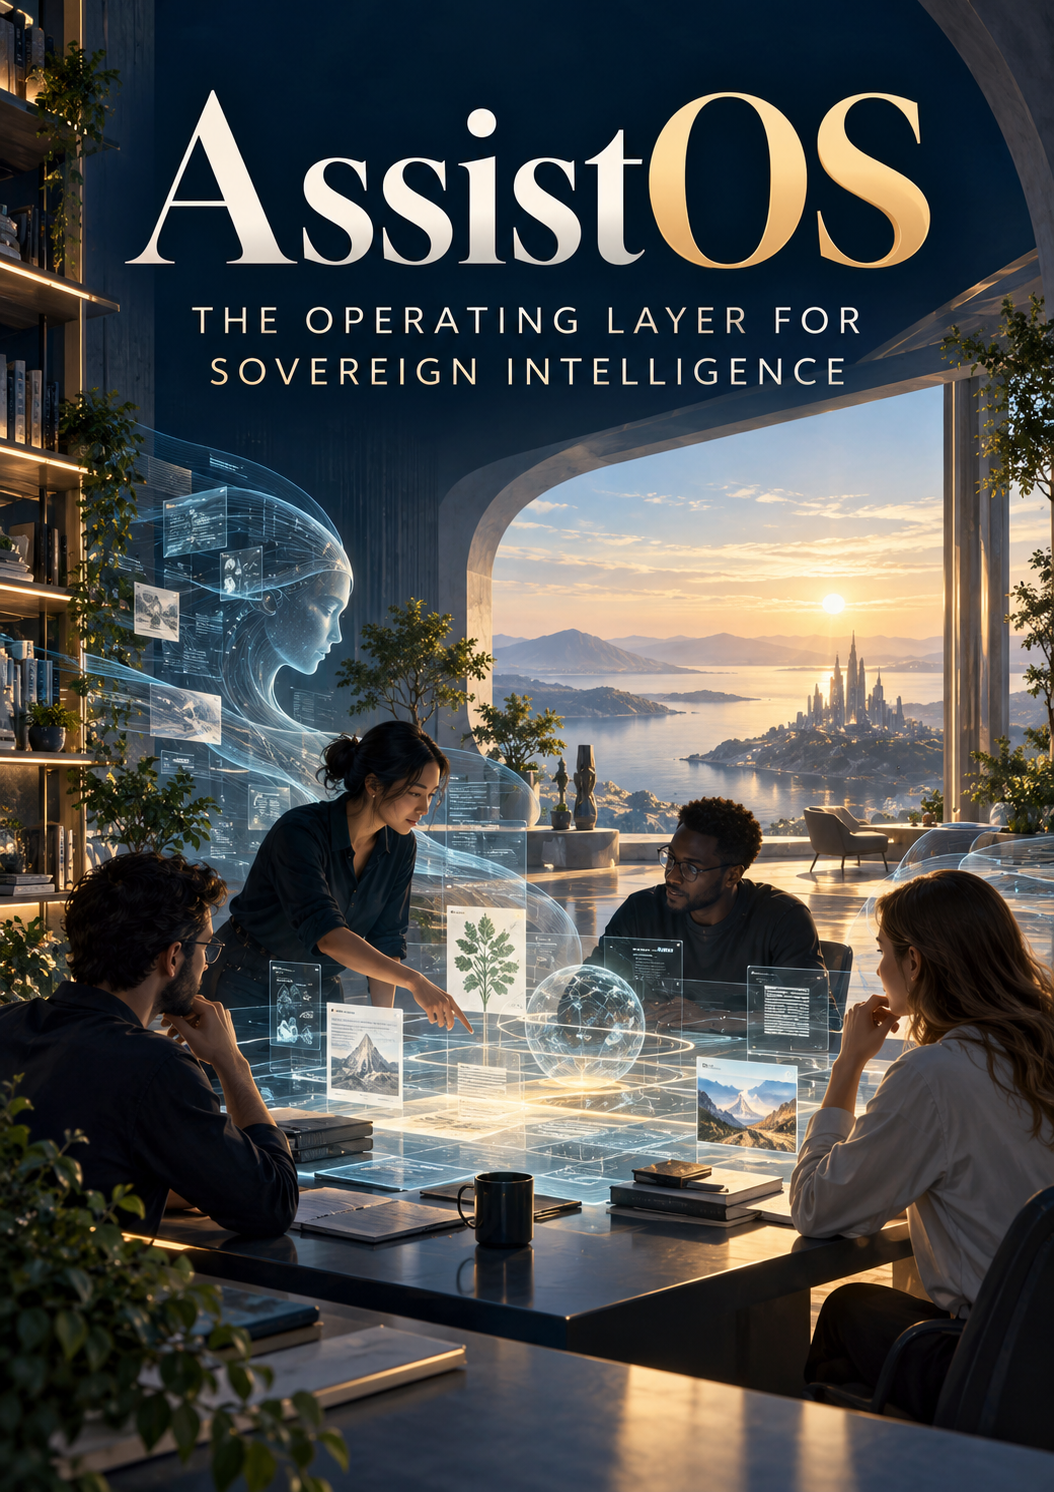 AssistOS
THE OPERATING LAYER FOR
SOVEREIGN INTELLIGENCE